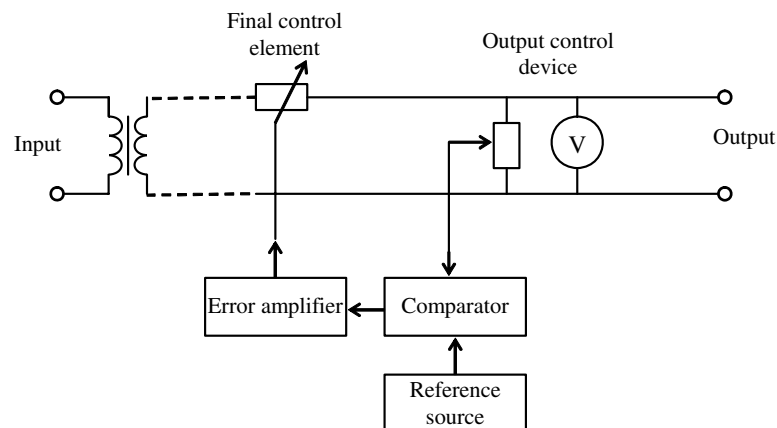 Final control
element
Output control
device
Input
V
Output
Error amplifier
Comparator
Reference
source